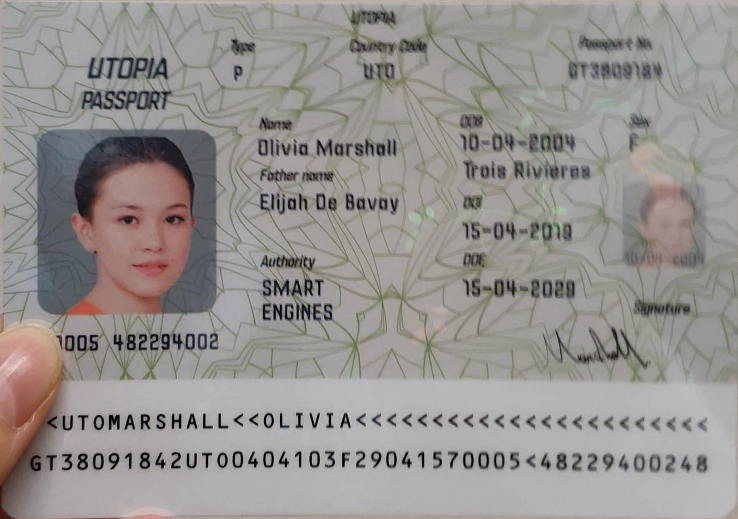 UTOPIA
UTOPIA
PASSPORT
Type
P
Country Code
UTO
Passport No.
GT3809184
Name
Olivia Marshall
Father name
Elijah De Bavay
Authority
SMART
ENGINES
DOB
10-04-2004
Trois Rivieres
DOI
15-04-2019
DOE
15-04-2029
Sex
F
10-04-2004
Signature
0005 482294002
<UTOMARSHALL<<OLIVIA<<<<<<<<<<<<<<<<<<<<<<<
GT38091842UTO0404103F29041570005<48229400248